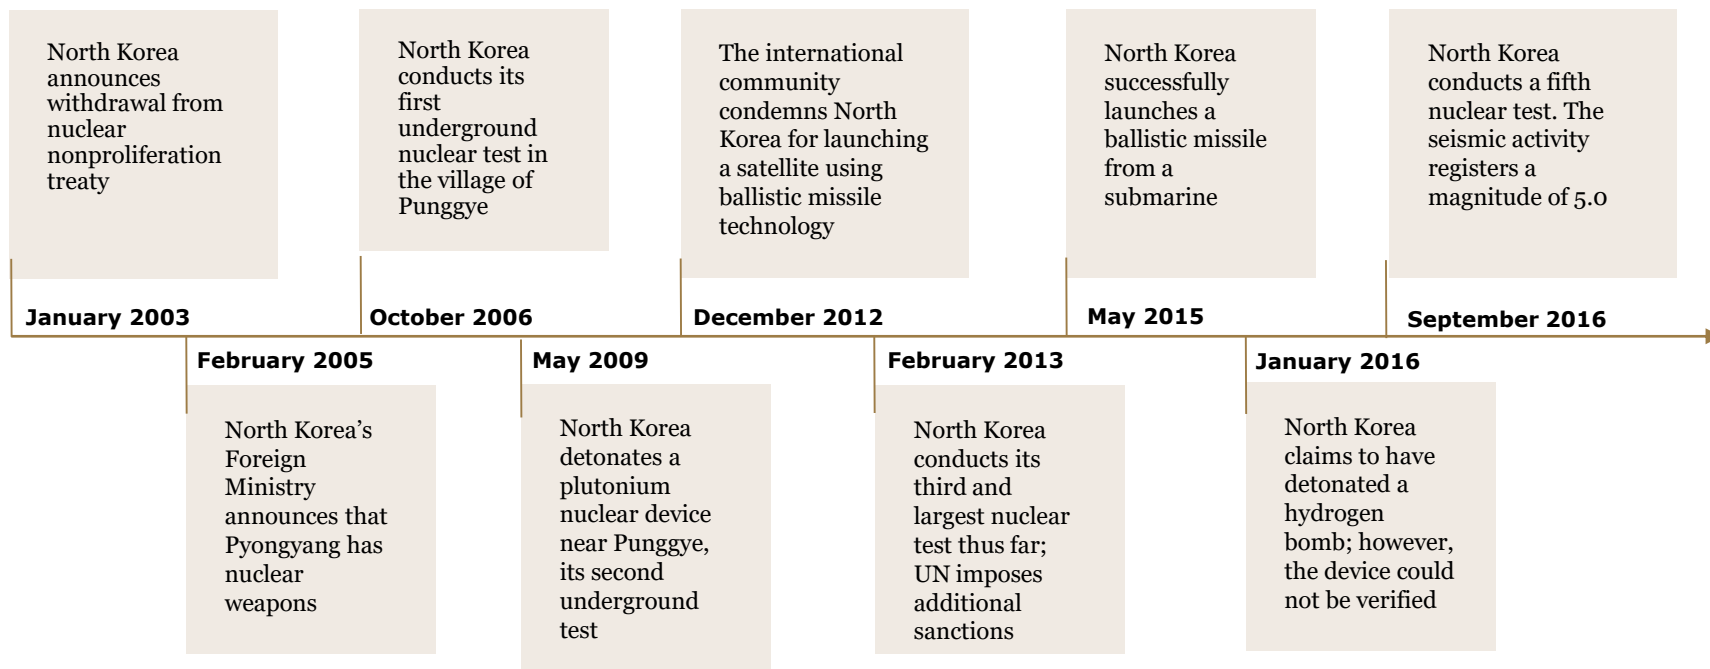 North Korea
announces
withdrawal from
nuclear
nonproliferation
treaty
January 2003
North Korea’s
Foreign
Ministry
announces that
Pyongyang has
nuclear
weapons
February 2005
North Korea
conducts its
first
underground
nuclear test in
the village of
Punggye
October 2006
North Korea
detonates a
plutonium
nuclear device
near Punggye,
its second
underground
test
May 2009
The international
community
condemns North
Korea for launching
a satellite using
ballistic missile
technology
December 2012
North Korea
conducts its
third and
largest nuclear
test thus far;
UN imposes
additional
sanctions
February 2013
North Korea
successfully
launches a
ballistic missile
from a
submarine
May 2015
North Korea
claims to have
detonated a
hydrogen
bomb; however,
the device could
not be verified
January 2016
North Korea
conducts a fifth
nuclear test. The
seismic activity
registers a
magnitude of 5.0
September 2016